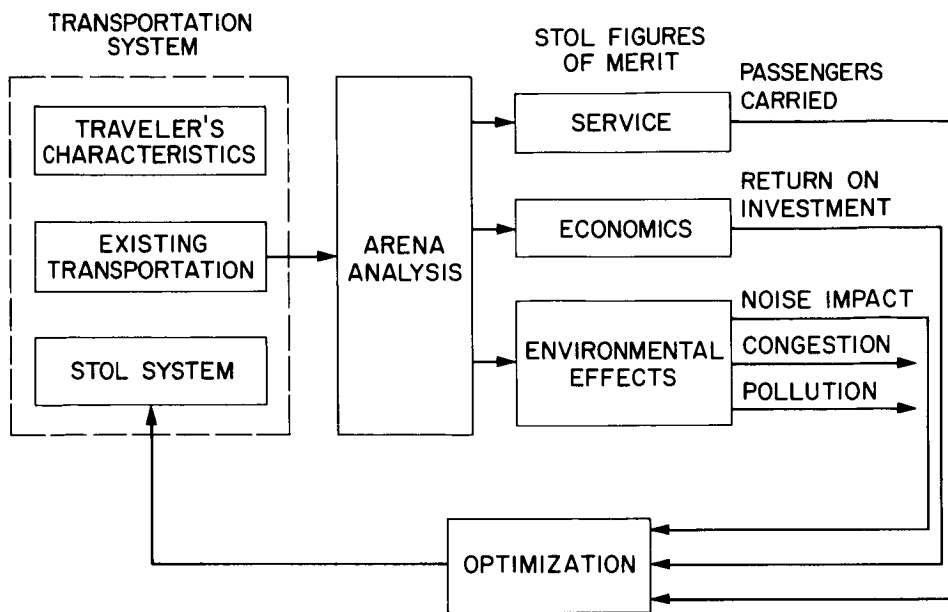 TRANSPORTATION
SYSTEM
TRAVELER'S
CHARACTERISTICS
EXISTING
TRANSPORTATION
STOL SYSTEM
ARENA
ANALYSIS
STOL FIGURES
OF MERIT
SERVICE
ECONOMICS
ENVIRONMENTAL
EFFECTS
PASSENGERS
CARRIED
RETURN ON
INVESTMENT
NOISE IMPACT
CONGESTION
POLLUTION
OPTIMIZATION